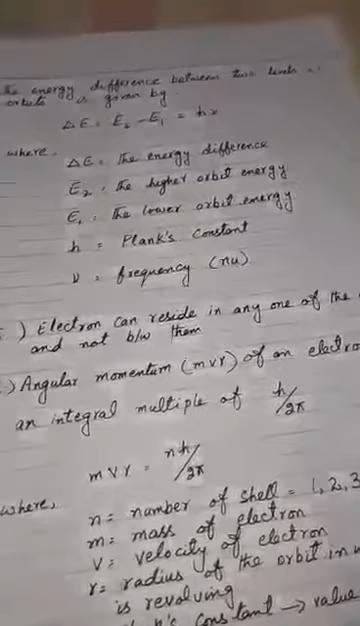 the energy difference between two levels or
orbits is given by
ΔE = E₂ - E₁ = hν
where,
ΔE = The energy difference
E₂ = the higher orbit energy
E₁ = The lower orbit energy
h = Plank's Constant
ν = frequency (nu)
) Electron can reside in any one of the
and not b/w them
.) Angular momentum (mvr) of an electro
an integral multiple of h/2π
mvr = nh/2π
where,
n = number of shell = 1, 2, 3
m = mass of electron
V = velocity of electron
r = radius of the orbit in w
is revolving
k's constant → value